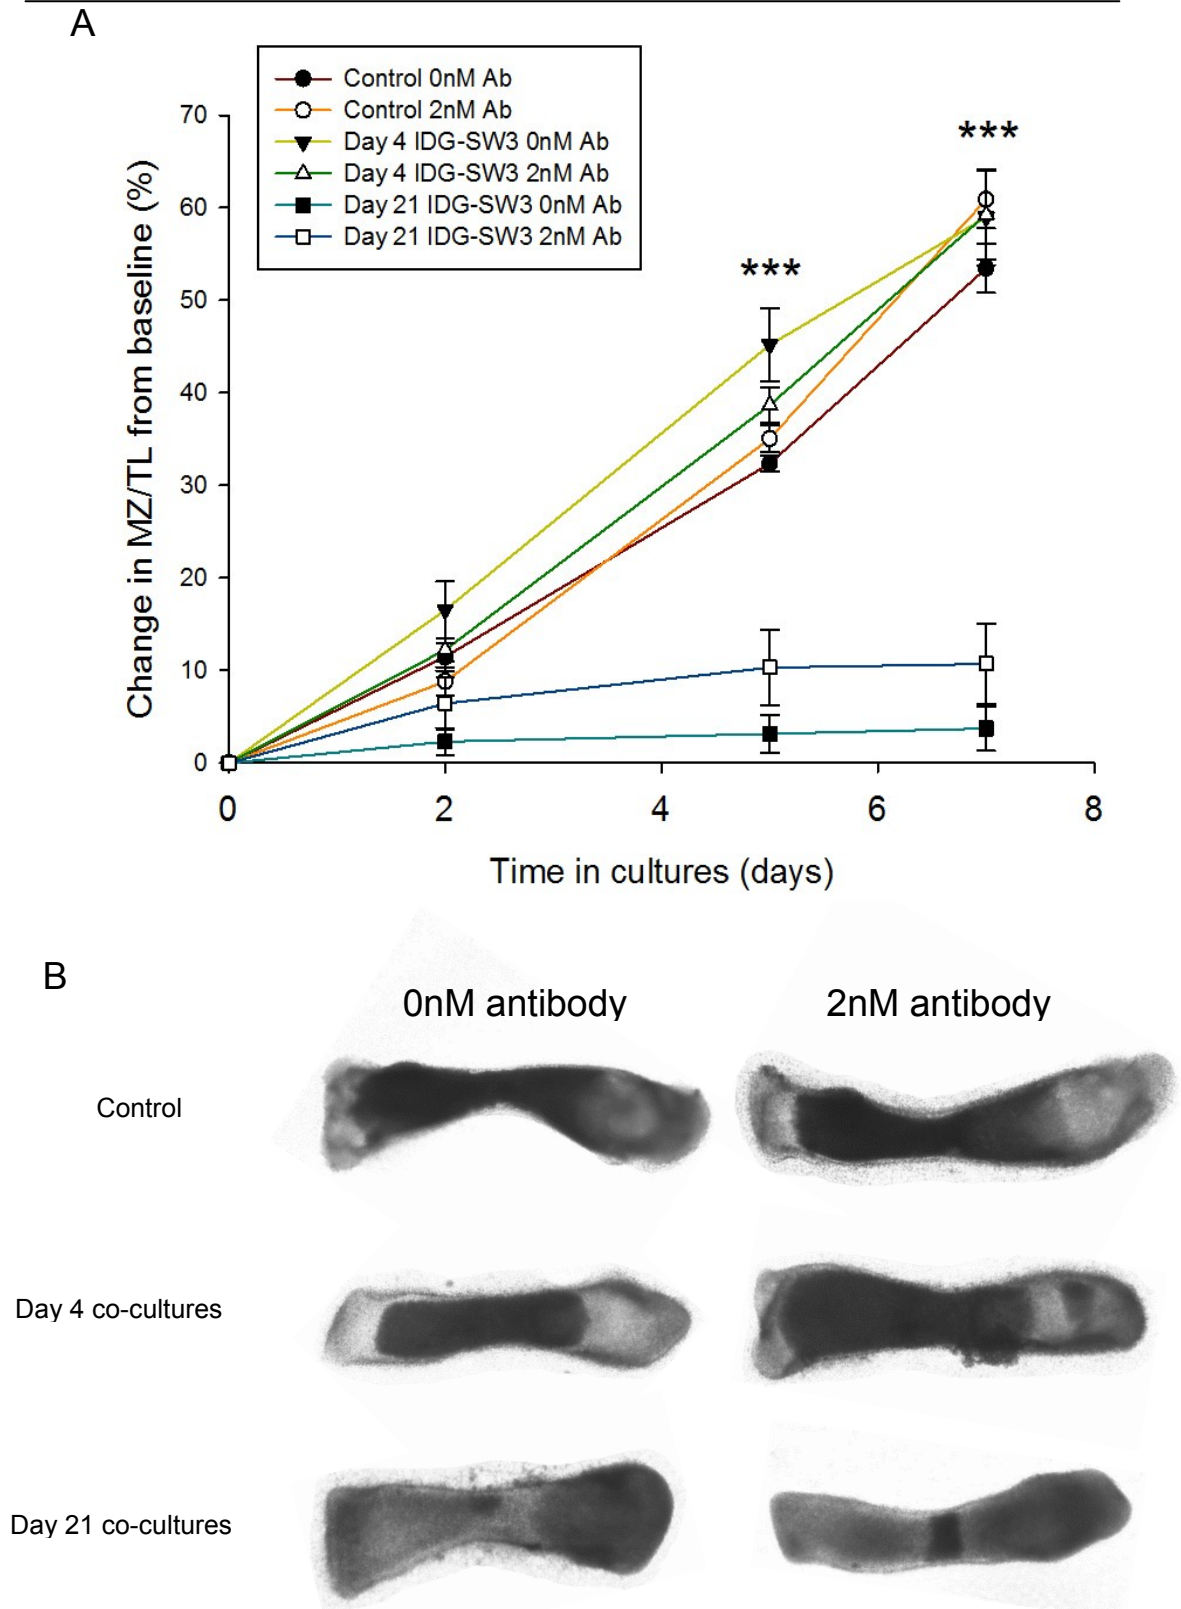 A
Control 0nM Ab
Control 2nM Ab
Day 4 IDG-SW3 0nM Ab
Day 4 IDG-SW3 2nM Ab
Day 21 IDG-SW3 0nM Ab
Day 21 IDG-SW3 2nM Ab
Change in MZ/TL from baseline (%)
70
60
50
40
30
20
10
0
***
***
0 2 4 6 8
Time in cultures (days)
B
0nM antibody 2nM antibody
Control
Day 4 co-cultures
Day 21 co-cultures